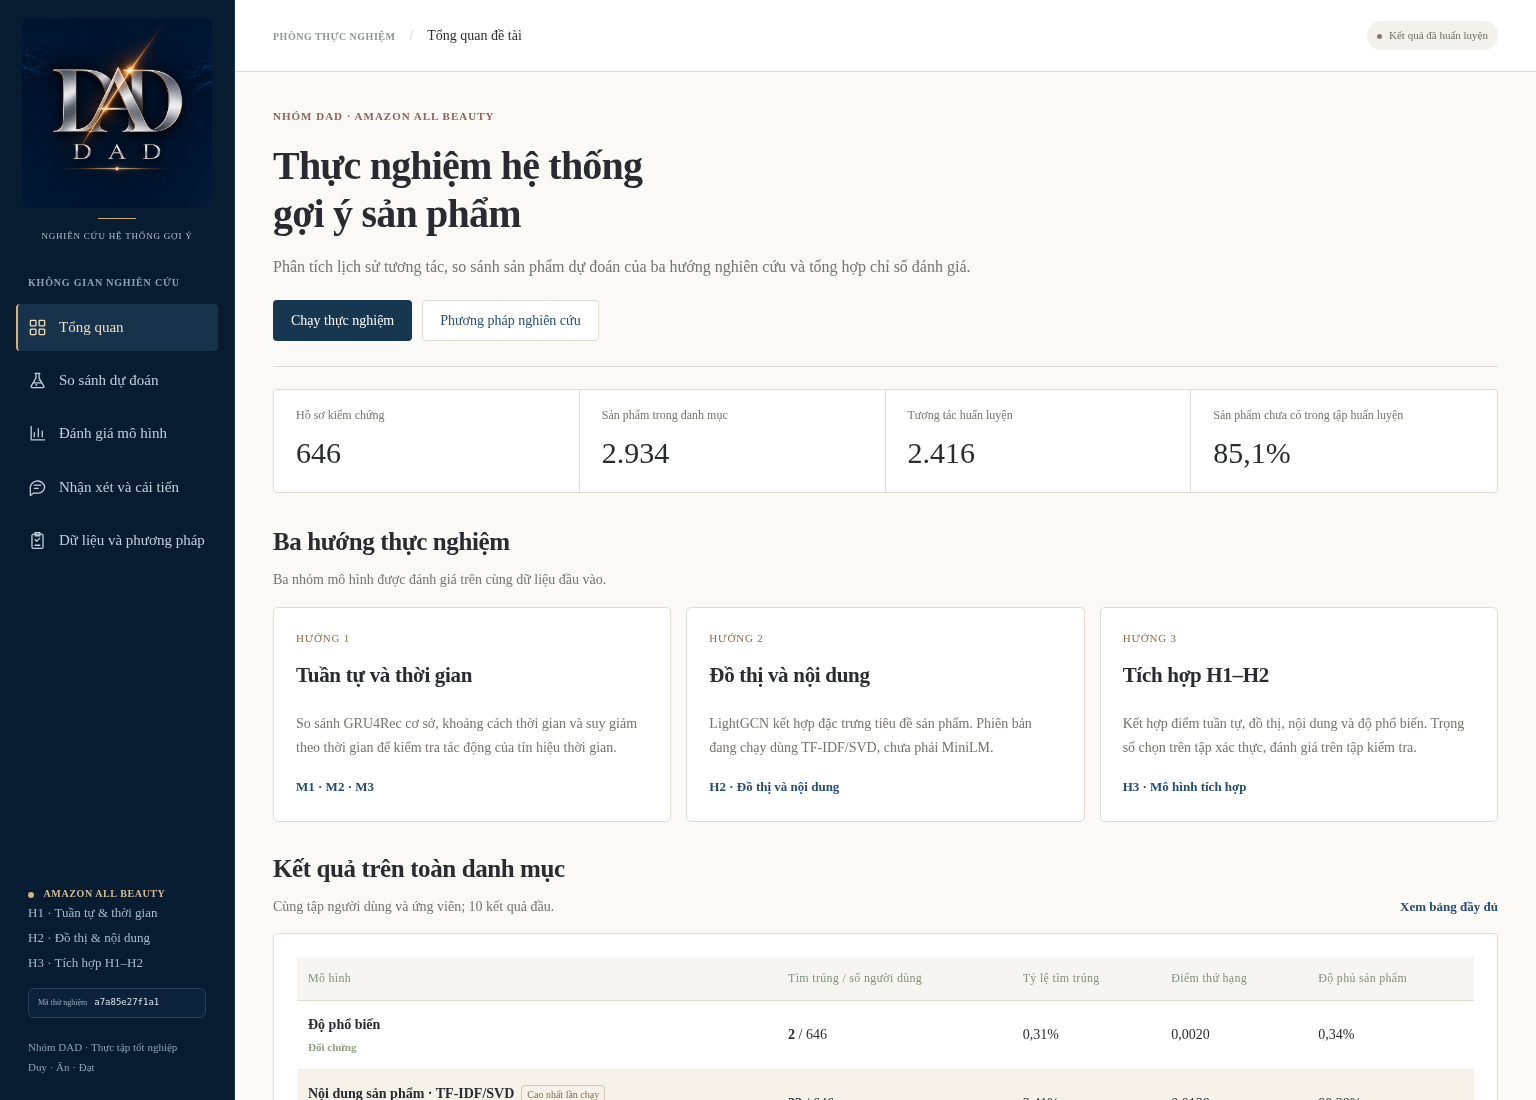 DAD
DAD
NGHIÊN CỨU HỆ THỐNG GỢI Ý
KHÔNG GIAN NGHIÊN CỨU
Tổng quan
So sánh dự đoán
Đánh giá mô hình
Nhận xét và cải tiến
Dữ liệu và phương pháp
AMAZON ALL BEAUTY
H1 · Tuần tự & thời gian
H2 · Đồ thị & nội dung
H3 · Tích hợp H1–H2
Mã thử nghiệm a7a85e27f1a1
Nhóm DAD · Thực tập tốt nghiệp
Duy · Ân · Đạt
PHÒNG THỰC NGHIỆM / Tổng quan đề tài
Kết quả đã huấn luyện
NHÓM DAD · AMAZON ALL BEAUTY
Thực nghiệm hệ thống
gợi ý sản phẩm
Phân tích lịch sử tương tác, so sánh sản phẩm dự đoán của ba hướng nghiên cứu và tổng hợp chỉ số đánh giá.
Chạy thực nghiệm
Phương pháp nghiên cứu
Hồ sơ kiểm chứng
646
Sản phẩm trong danh mục
2.934
Tương tác huấn luyện
2.416
Sản phẩm chưa có trong tập huấn luyện
85,1%
Ba hướng thực nghiệm
Ba nhóm mô hình được đánh giá trên cùng dữ liệu đầu vào.
HƯỚNG 1
Tuần tự và thời gian
So sánh GRU4Rec cơ sở, khoảng cách thời gian và suy giảm
theo thời gian để kiểm tra tác động của tín hiệu thời gian.
M1 · M2 · M3
HƯỚNG 2
Đồ thị và nội dung
LightGCN kết hợp đặc trưng tiêu đề sản phẩm. Phiên bản
đang chạy dùng TF-IDF/SVD, chưa phải MiniLM.
H2 · Đồ thị và nội dung
HƯỚNG 3
Tích hợp H1–H2
Kết hợp điểm tuần tự, đồ thị, nội dung và độ phổ biến. Trọng
số chọn trên tập xác thực, đánh giá trên tập kiểm tra.
H3 · Mô hình tích hợp
Kết quả trên toàn danh mục
Cùng tập người dùng và ứng viên; 10 kết quả đầu.
Xem bảng đầy đủ
Mô hình Tìm trúng / số người dùng Tỷ lệ tìm trúng Điểm thứ hạng Độ phủ sản phẩm
Độ phổ biến 2 / 646 0,31% 0,0020 0,34%
Đối chứng
Nội dung sản phẩm · TF-IDF/SVD Cao nhất lần chạy